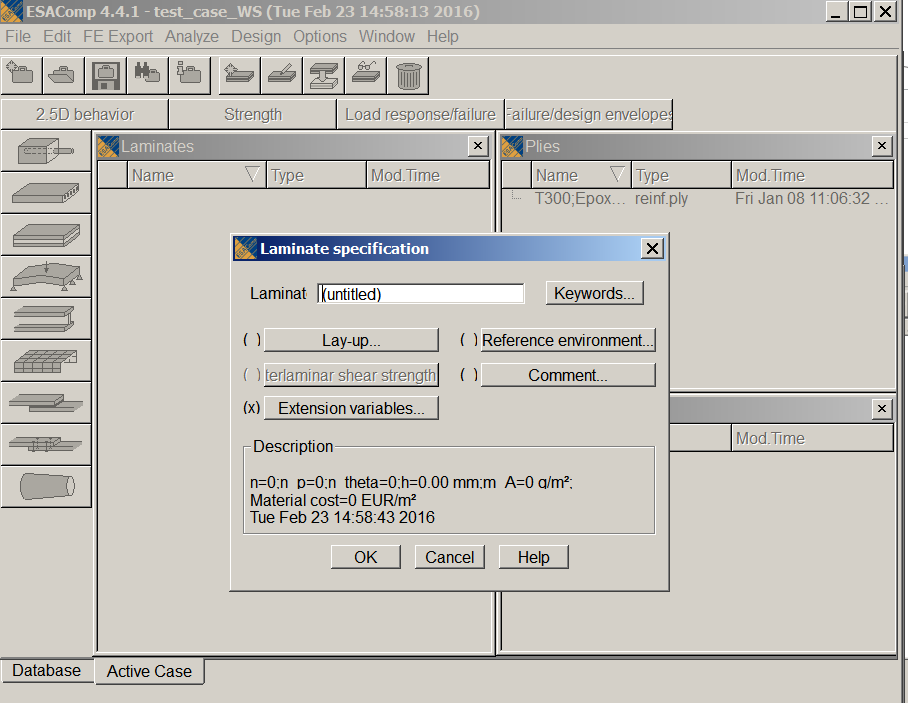 ESAComp 4.4.1 - test_case_WS (Tue Feb 23 14:58:13 2016)
File Edit FE Export Analyze Design Options Window Help
2.5D behavior Strength Load response/failure Failure/design envelopes
Laminates
Name Type Mod.Time
Plies
Name Type Mod.Time
T300;Epox... reinf.ply Fri Jan 08 11:06:32 ...
Laminate specification
Laminat (untitled) Keywords...
( ) Lay-up... ( ) Reference environment...
( ) terlaminar shear strength ( ) Comment...
(x) Extension variables...
Mod.Time
Description
n=0;n_p=0;n_theta=0;h=0.00 mm;m_A=0 g/m²;
Material cost=0 EUR/m²
Tue Feb 23 14:58:43 2016
OK Cancel Help
Database Active Case